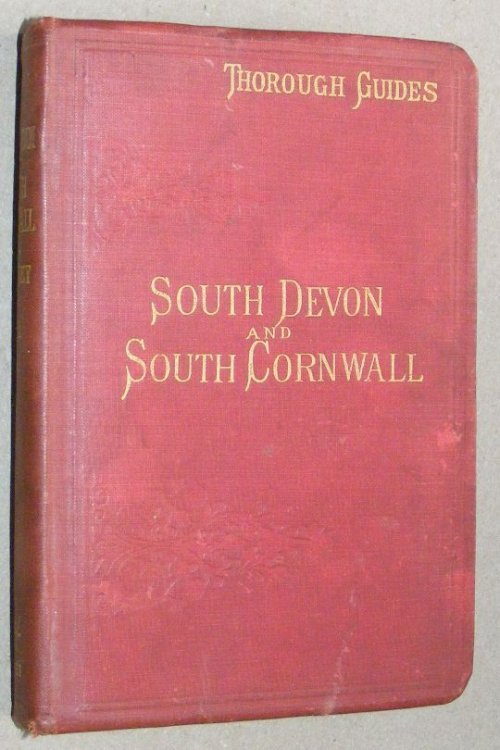 THOROUGH GUIDES
SOUTH DEVON
AND
SOUTH CORNWALL